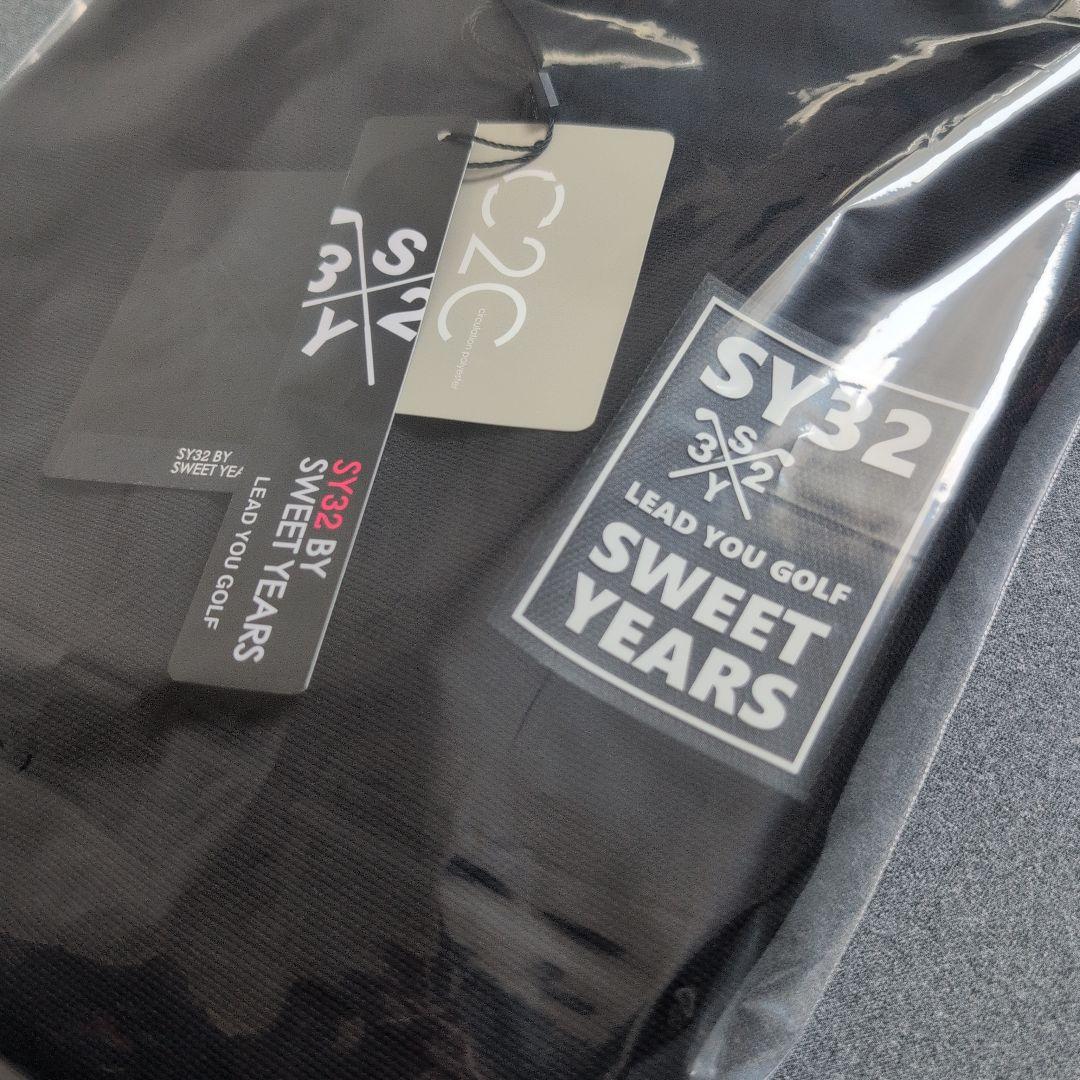 C2C
circulation polyester
S
3
2
Y
SY32 BY
SWEET YEARS
LEAD YOU GOLF
SY32 BY
SWEET YEA
SY32
S
3
2
Y
LEAD YOU GOLF
SWEET
YEARS